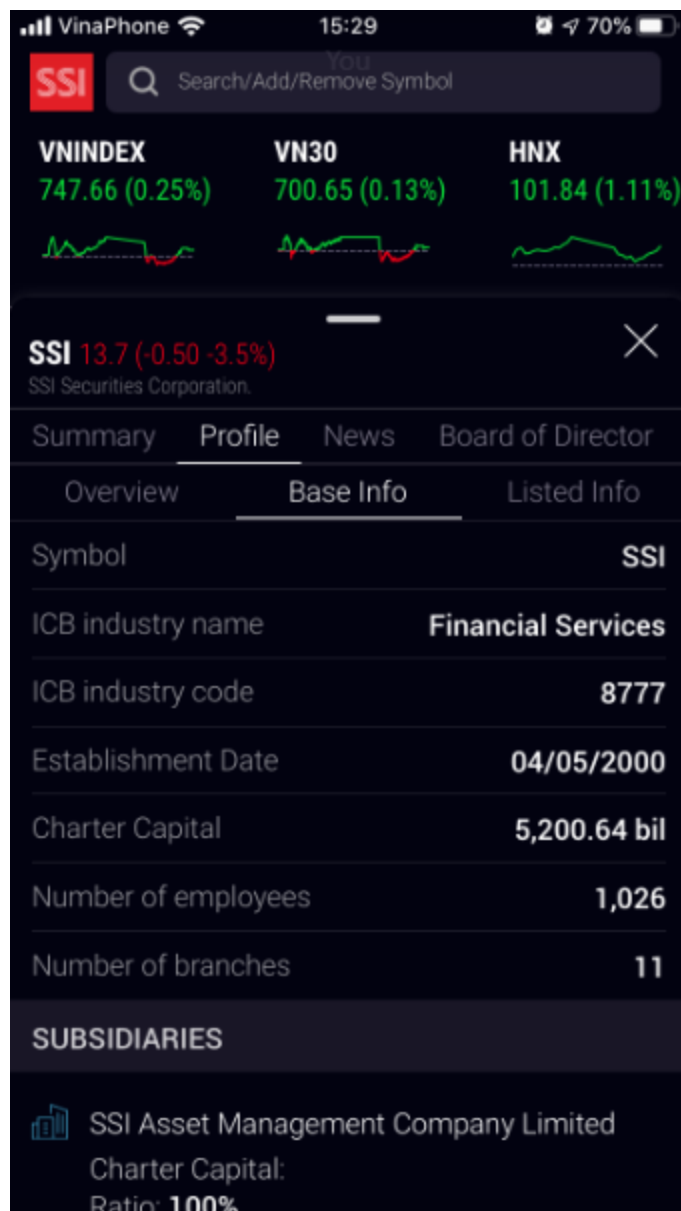 VinaPhone 15:29 70%
You
SSI Search/Add/Remove Symbol
VNINDEX VN30 HNX
747.66 (0.25%) 700.65 (0.13%) 101.84 (1.11%)
SSI 13.7 (-0.50 -3.5%)
SSI Securities Corporation.
Summary Profile News Board of Director
Overview Base Info Listed Info
Symbol SSI
ICB industry name Financial Services
ICB industry code 8777
Establishment Date 04/05/2000
Charter Capital 5,200.64 bil
Number of employees 1,026
Number of branches 11
SUBSIDIARIES
SSI Asset Management Company Limited
Charter Capital:
Ratio: 100%